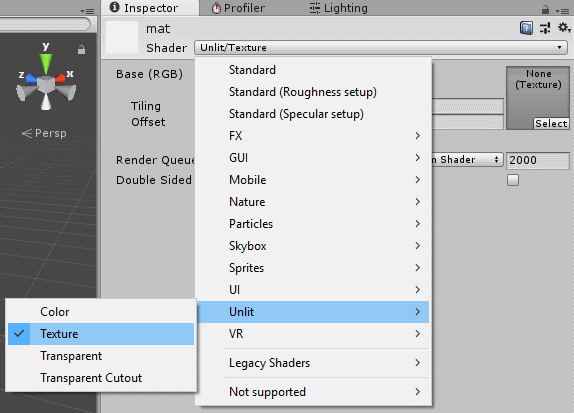 Inspector
Profiler
Lighting
mat
Shader
Unlit/Texture
y
z
x
Persp
Base (RGB)
Tiling
Offset
None
(Texture)
Select
Render Queue
m Shader
2000
Double Sided
Standard
Standard (Roughness setup)
Standard (Specular setup)
FX
GUI
Mobile
Nature
Particles
Skybox
Sprites
UI
Unlit
VR
Legacy Shaders
Not supported
Color
Texture
Transparent
Transparent Cutout